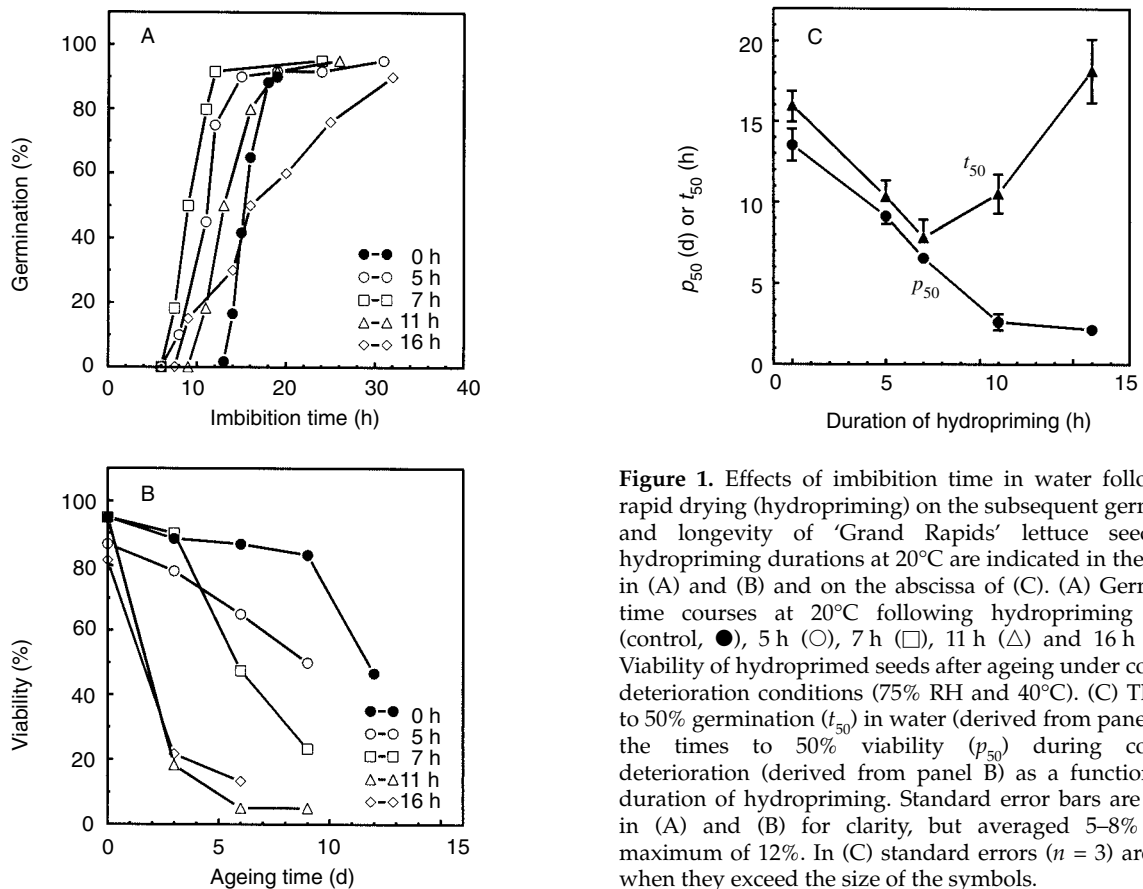 A
100
80
60
40
20
0
Germination (%)
0 10 20 30 40
Imbibition time (h)
0 h
5 h
7 h
11 h
16 h
B
100
80
60
40
20
0
Viability (%)
0 h
5 h
7 h
11 h
16 h
0 5 10 15
Ageing time (d)
C
20
15
10
5
0
p50 (d) or t50 (h)
t50
p50
0 5 10 15
Duration of hydropriming (h)
Figure 1. Effects of imbibition time in water follo
rapid drying (hydropriming) on the subsequent germ
and longevity of ‘Grand Rapids’ lettuce seed
hydropriming durations at 20°C are indicated in the
in (A) and (B) and on the abscissa of (C). (A) Germ
time courses at 20°C following hydropriming
(control, ●), 5 h (○), 7 h (□), 11 h (△) and 16 h
Viability of hydroprimed seeds after ageing under co
deterioration conditions (75% RH and 40°C). (C) Th
to 50% germination (t50) in water (derived from panel
the times to 50% viability (p50) during co
deterioration (derived from panel B) as a function
duration of hydropriming. Standard error bars are
in (A) and (B) for clarity, but averaged 5–8%
maximum of 12%. In (C) standard errors (n = 3) are
when they exceed the size of the symbols.